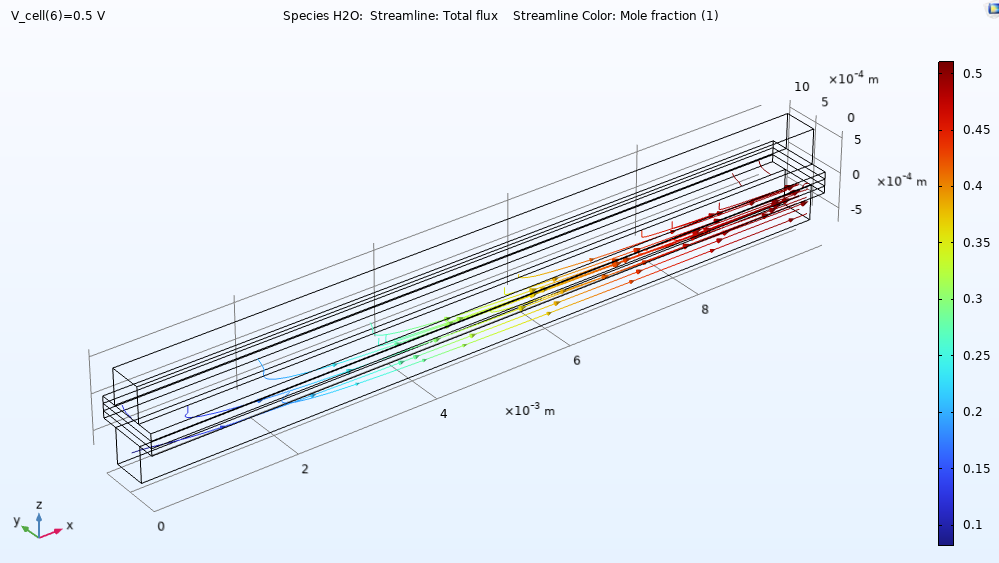 V_cell(6)=0.5 V
Species H2O: Streamline: Total flux Streamline Color: Mole fraction (1)
10
×10⁻⁴ m
5
0
5
0
×10⁻⁴ m
-5
8
6
4
×10⁻³ m
2
0
z
y
x
0.5
0.45
0.4
0.35
0.3
0.25
0.2
0.15
0.1